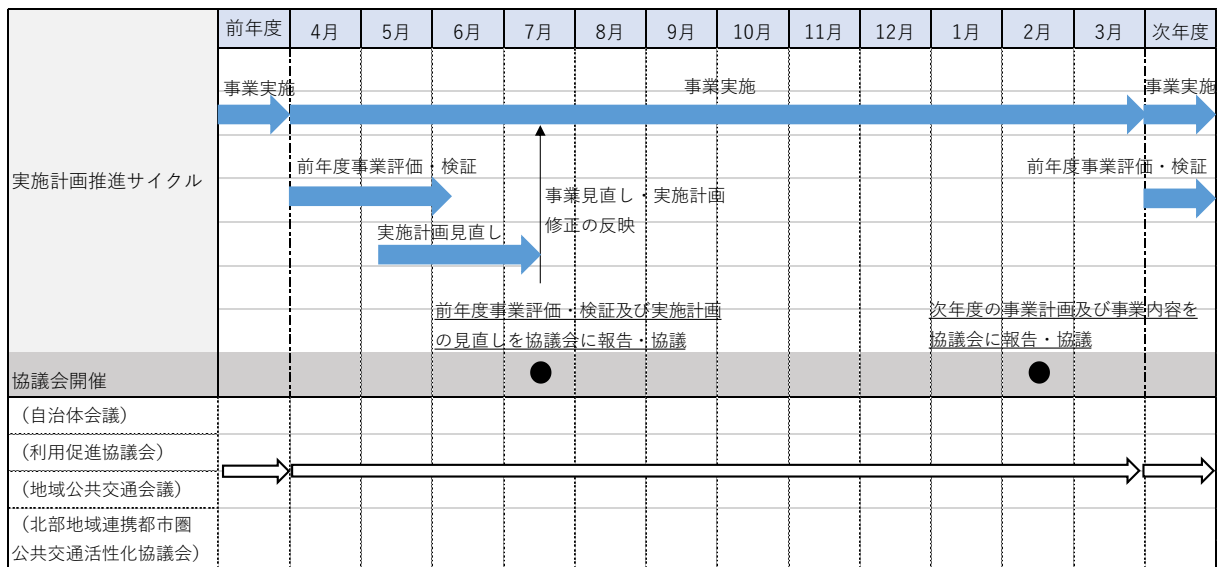 前年度 4月 5月 6月 7月 8月 9月 10月 11月 12月 1月 2月 3月 次年度
実施計画推進サイクル
事業実施 事業実施 事業実施
前年度事業評価・検証 前年度事業評価・検証
事業見直し・実施計画
修正の反映
実施計画見直し
前年度事業評価・検証及び実施計画
の見直しを協議会に報告・協議
次年度の事業計画及び事業内容を
協議会に報告・協議
協議会開催
（自治体会議）
（利用促進協議会）
（地域公共交通会議）
（北部地域連携都市圏
公共交通活性化協議会）